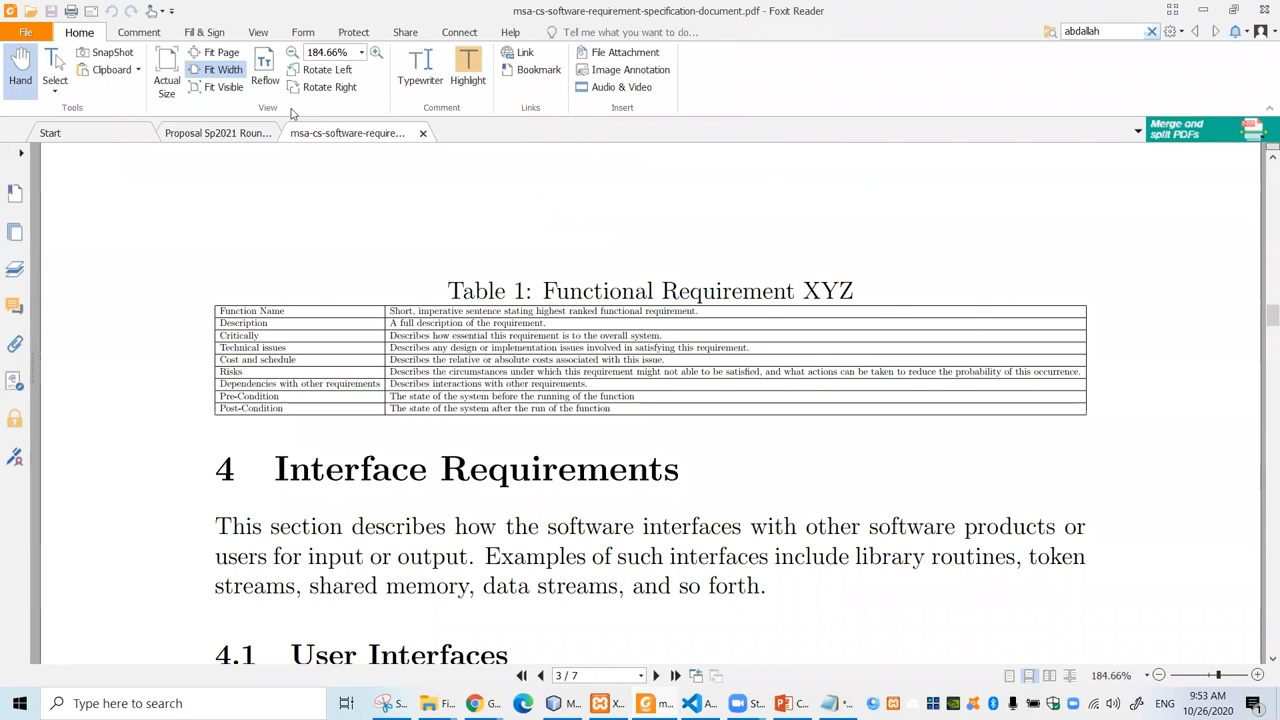 msa-cs-software-requirement-specification-document.pdf - Foxit Reader
File Home Comment Fill & Sign View Form Protect Share Connect Help Tell me what you want to do...
abdallah
Hand
Select
SnapShot
Clipboard
Tools
Actual
Size
Fit Page
Fit Width
Fit Visible
Reflow
184.66%
Rotate Left
Rotate Right
View
Typewriter
Highlight
Comment
Link
Bookmark
Links
File Attachment
Image Annotation
Audio & Video
Insert
Start
Proposal Sp2021 Roun...
msa-cs-software-require...
Merge and
split PDFs
Table 1: Functional Requirement XYZ
Function Name Short, imperative sentence stating highest ranked functional requirement.
Description A full description of the requirement.
Critically Describes how essential this requirement is to the overall system.
Technical issues Describes any design or implementation issues involved in satisfying this requirement.
Cost and schedule Describes the relative or absolute costs associated with this issue.
Risks Describes the circumstances under which this requirement might not able to be satisfied, and what actions can be taken to reduce the probability of this occurrence.
Dependencies with other requirements Describes interactions with other requirements.
Pre-Condition The state of the system before the running of the function
Post-Condition The state of the system after the run of the function
4 Interface Requirements
This section describes how the software interfaces with other software products or
users for input or output. Examples of such interfaces include library routines, token
streams, shared memory, data streams, and so forth.
4.1 User Interfaces
3 / 7
184.66%
Type here to search
S...
Fi...
G...
M...
X...
m...
A...
St...
C...
*...
ENG
9:53 AM
10/26/2020